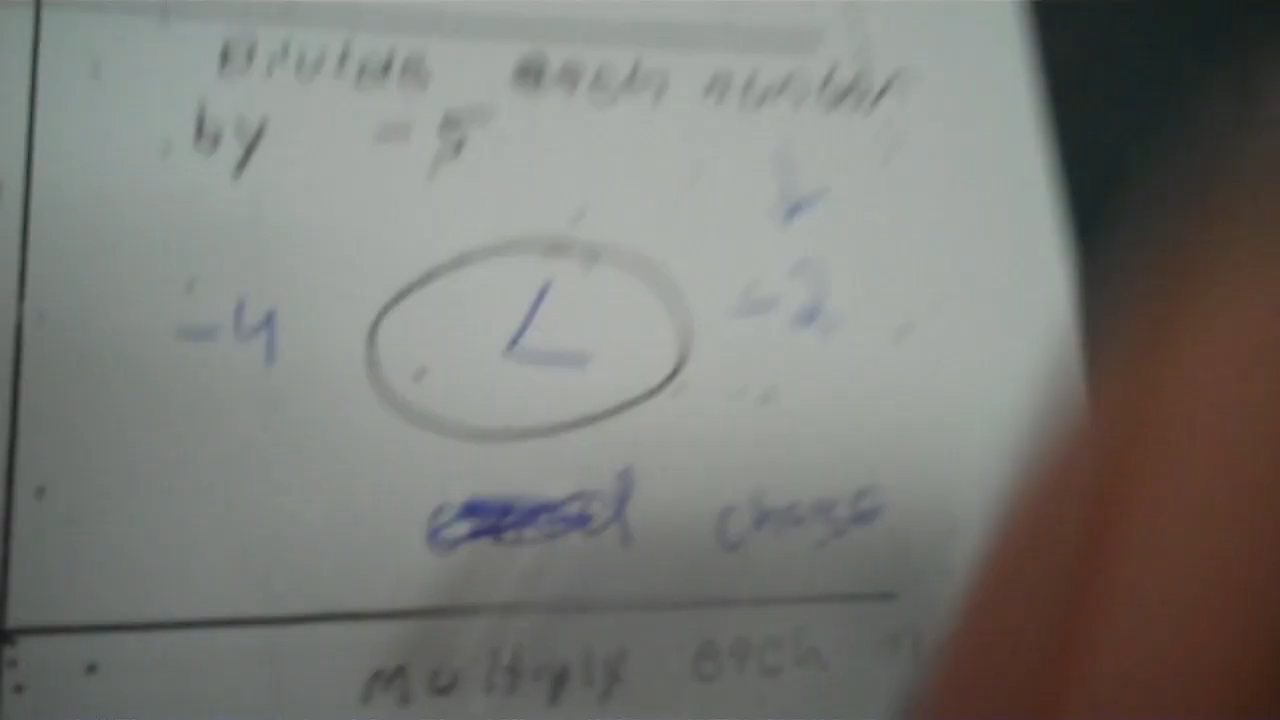 Divide each number
by -5
-4 < -2
change
Multiply each